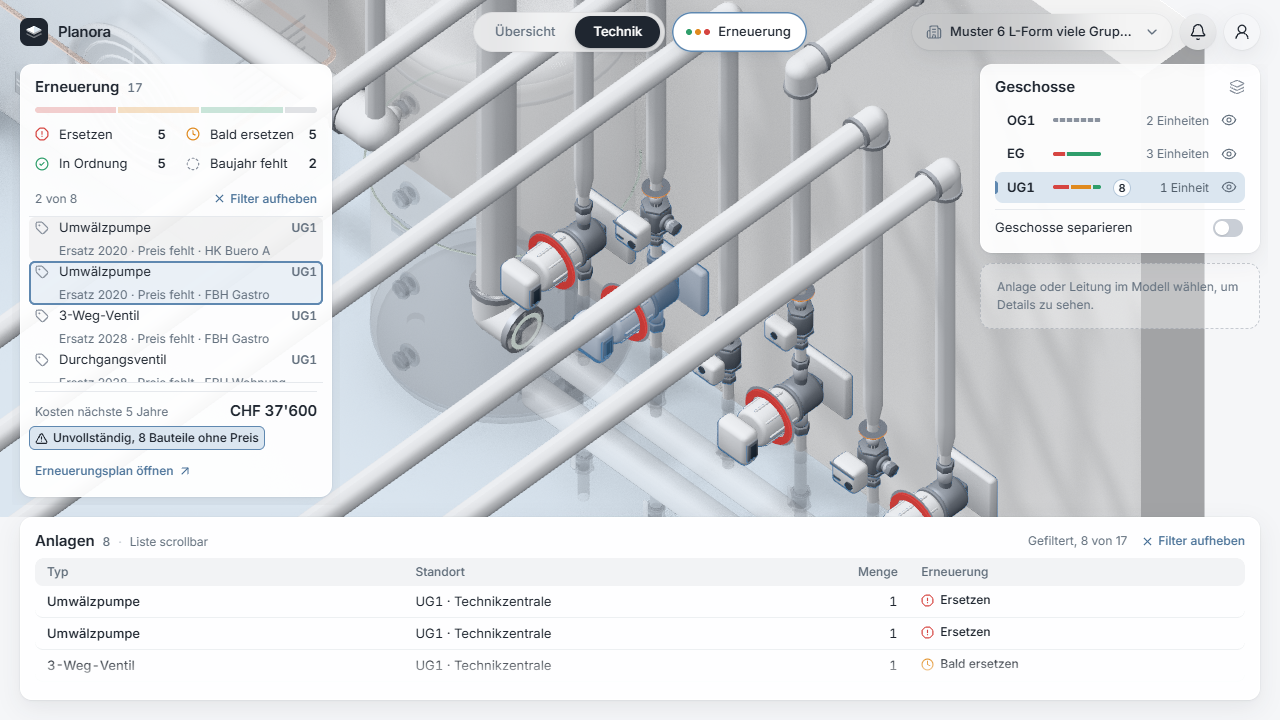 Planora
Übersicht
Technik
Erneuerung
Muster 6 L-Form viele Grup...
Erneuerung 17
Ersetzen 5
Bald ersetzen 5
In Ordnung 5
Baujahr fehlt 2
2 von 8
Filter aufheben
Umwälzpumpe UG1
Ersatz 2020 · Preis fehlt · HK Buero A
Umwälzpumpe UG1
Ersatz 2020 · Preis fehlt · FBH Gastro
3-Weg-Ventil UG1
Ersatz 2028 · Preis fehlt · FBH Gastro
Durchgangsventil UG1
Ersatz 2028 · Preis fehlt · FBH Wohnung
Kosten nächste 5 Jahre CHF 37'600
Unvollständig, 8 Bauteile ohne Preis
Erneuerungsplan öffnen
Geschosse
OG1 2 Einheiten
EG 3 Einheiten
UG1 8 1 Einheit
Geschosse separieren
Anlage oder Leitung im Modell wählen, um
Details zu sehen.
Anlagen 8 · Liste scrollbar
Gefiltert, 8 von 17 Filter aufheben
Typ Standort Menge Erneuerung
Umwälzpumpe UG1 · Technikzentrale 1 Ersetzen
Umwälzpumpe UG1 · Technikzentrale 1 Ersetzen
3-Weg-Ventil UG1 · Technikzentrale 1 Bald ersetzen